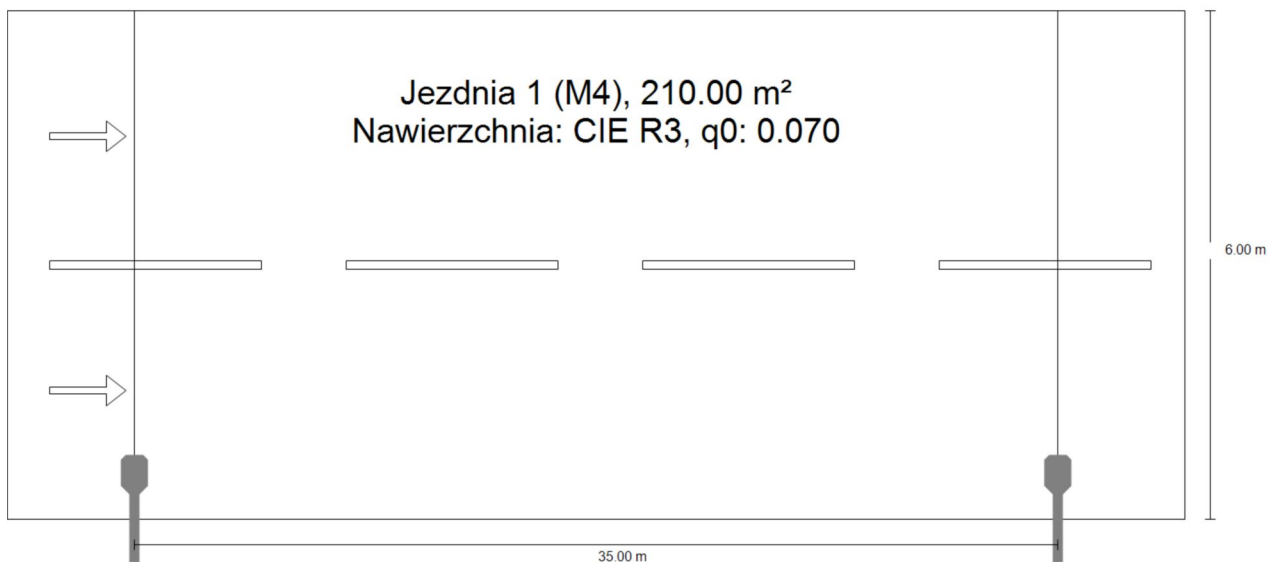 Jezdnia 1 (M4), 210.00 m²
Nawierzchnia: CIE R3, q0: 0.070
6.00 m
35.00 m